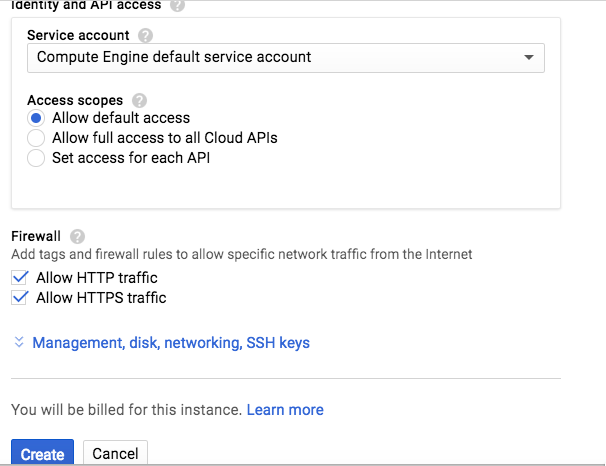 Identity and API access ?
Service account ?
Compute Engine default service account
Access scopes ?
Allow default access
Allow full access to all Cloud APIs
Set access for each API
Firewall ?
Add tags and firewall rules to allow specific network traffic from the Internet
Allow HTTP traffic
Allow HTTPS traffic
Management, disk, networking, SSH keys
You will be billed for this instance. Learn more
Create Cancel